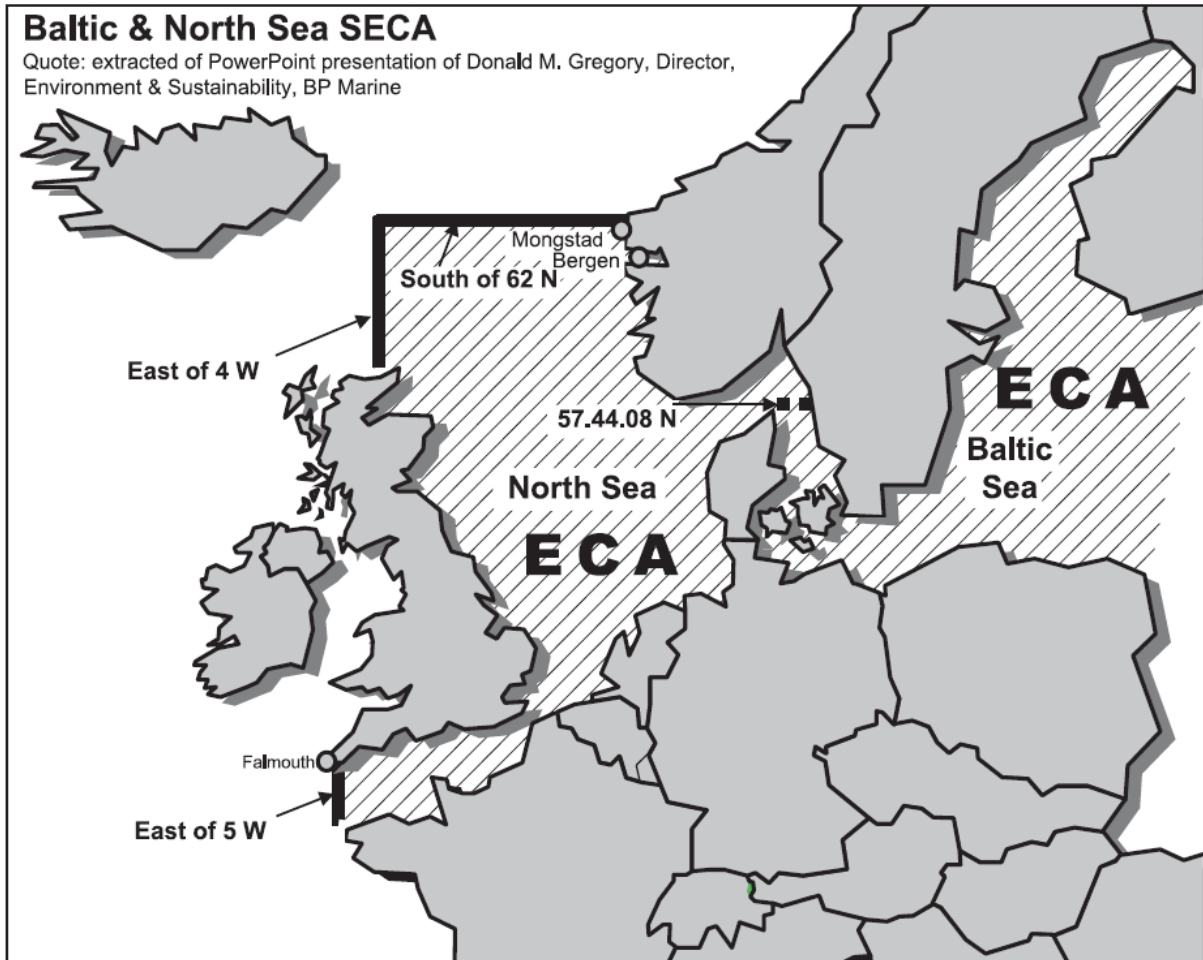 Baltic & North Sea SECA
Quote: extracted of PowerPoint presentation of Donald M. Gregory, Director,
Environment & Sustainability, BP Marine
Mongstad
Bergen
South of 62 N
East of 4 W
57.44.08 N
ECA
Baltic
Sea
North Sea
ECA
Falmouth
East of 5 W